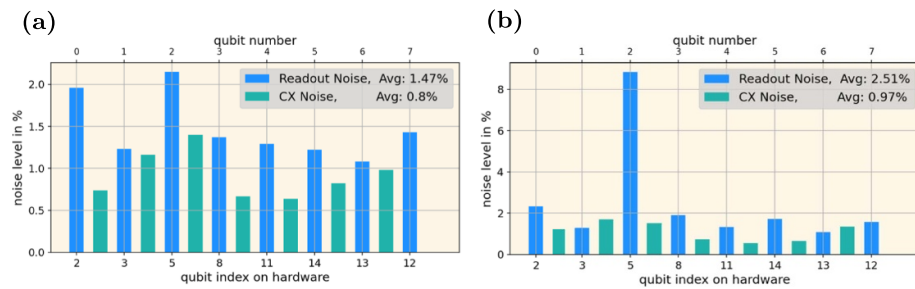 (a)
qubit number
0 1 2 3 4 5 6 7
Readout Noise, Avg: 1.47%
CX Noise, Avg: 0.8%
noise level in %
2.0
1.5
1.0
0.5
0.0
2 3 5 8 11 14 13 12
qubit index on hardware
(b)
qubit number
0 1 2 3 4 5 6 7
Readout Noise, Avg: 2.51%
CX Noise, Avg: 0.97%
noise level in %
8
6
4
2
0
2 3 5 8 11 14 13 12
qubit index on hardware